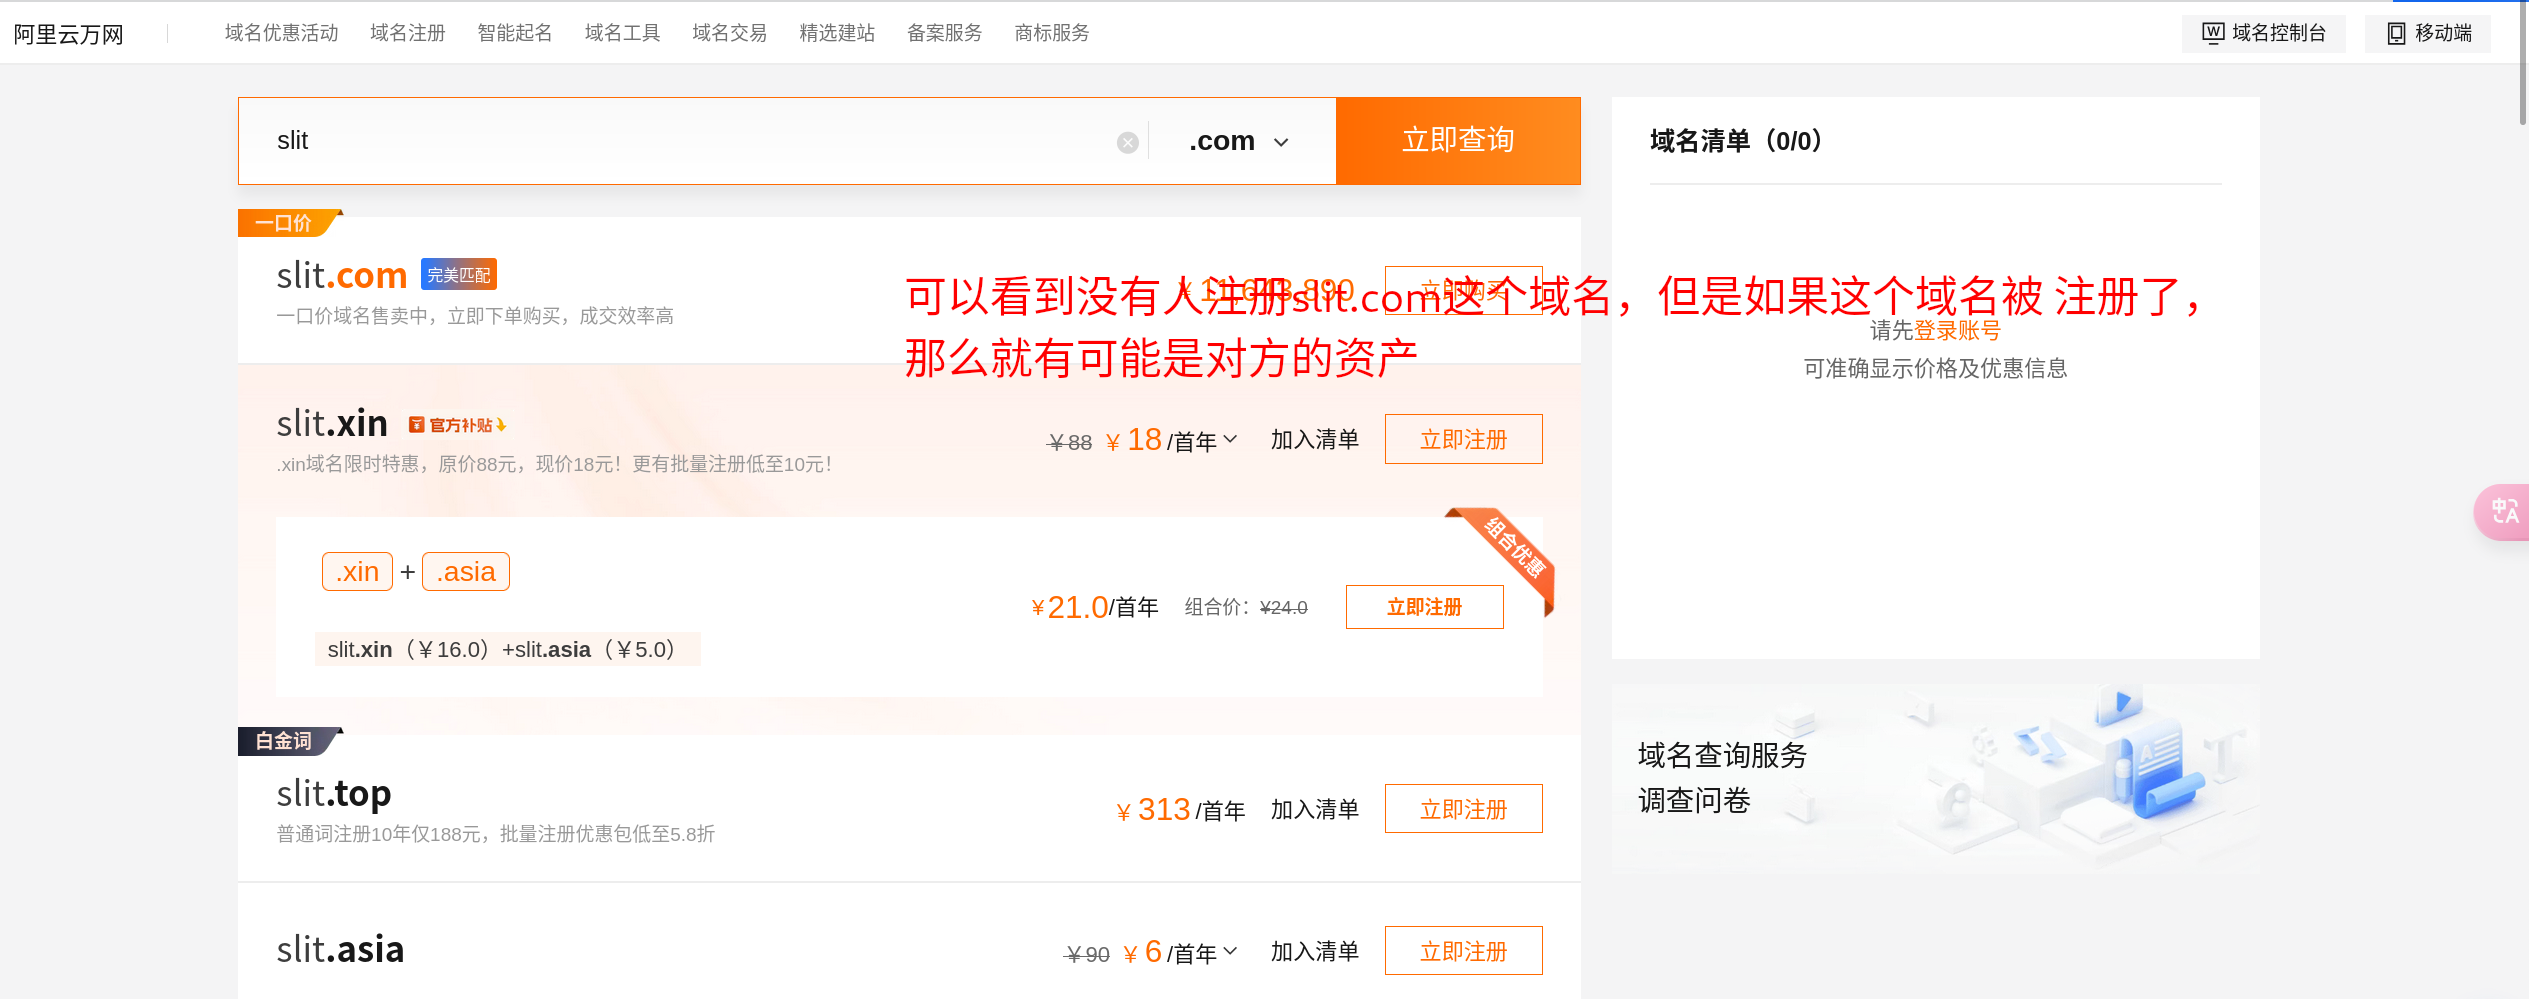 阿里云万网
域名优惠活动 域名注册 智能起名 域名工具 域名交易 精选建站 备案服务 商标服务
域名控制台 移动端
slit .com 立即查询
一口价
slit.com 完美匹配
一口价域名售卖中，立即下单购买，成交效率高
¥ 11,643,890 立即购买
可以看到没有人注册slit.com这个域名，但是如果这个域名被 注册了，
那么就有可能是对方的资产
slit.xin 官方补贴
.xin域名限时特惠，原价88元，现价18元！更有批量注册低至10元！
￥88 ￥18 /首年 加入清单 立即注册
组合优惠
.xin + .asia
¥21.0/首年 组合价：¥24.0 立即注册
slit.xin（￥16.0）+slit.asia（￥5.0）
白金词
slit.top
普通词注册10年仅188元，批量注册优惠包低至5.8折
￥313 /首年 加入清单 立即注册
slit.asia
￥90 ￥6 /首年 加入清单 立即注册
域名清单（0/0）
请先登录账号
可准确显示价格及优惠信息
域名查询服务
调查问卷